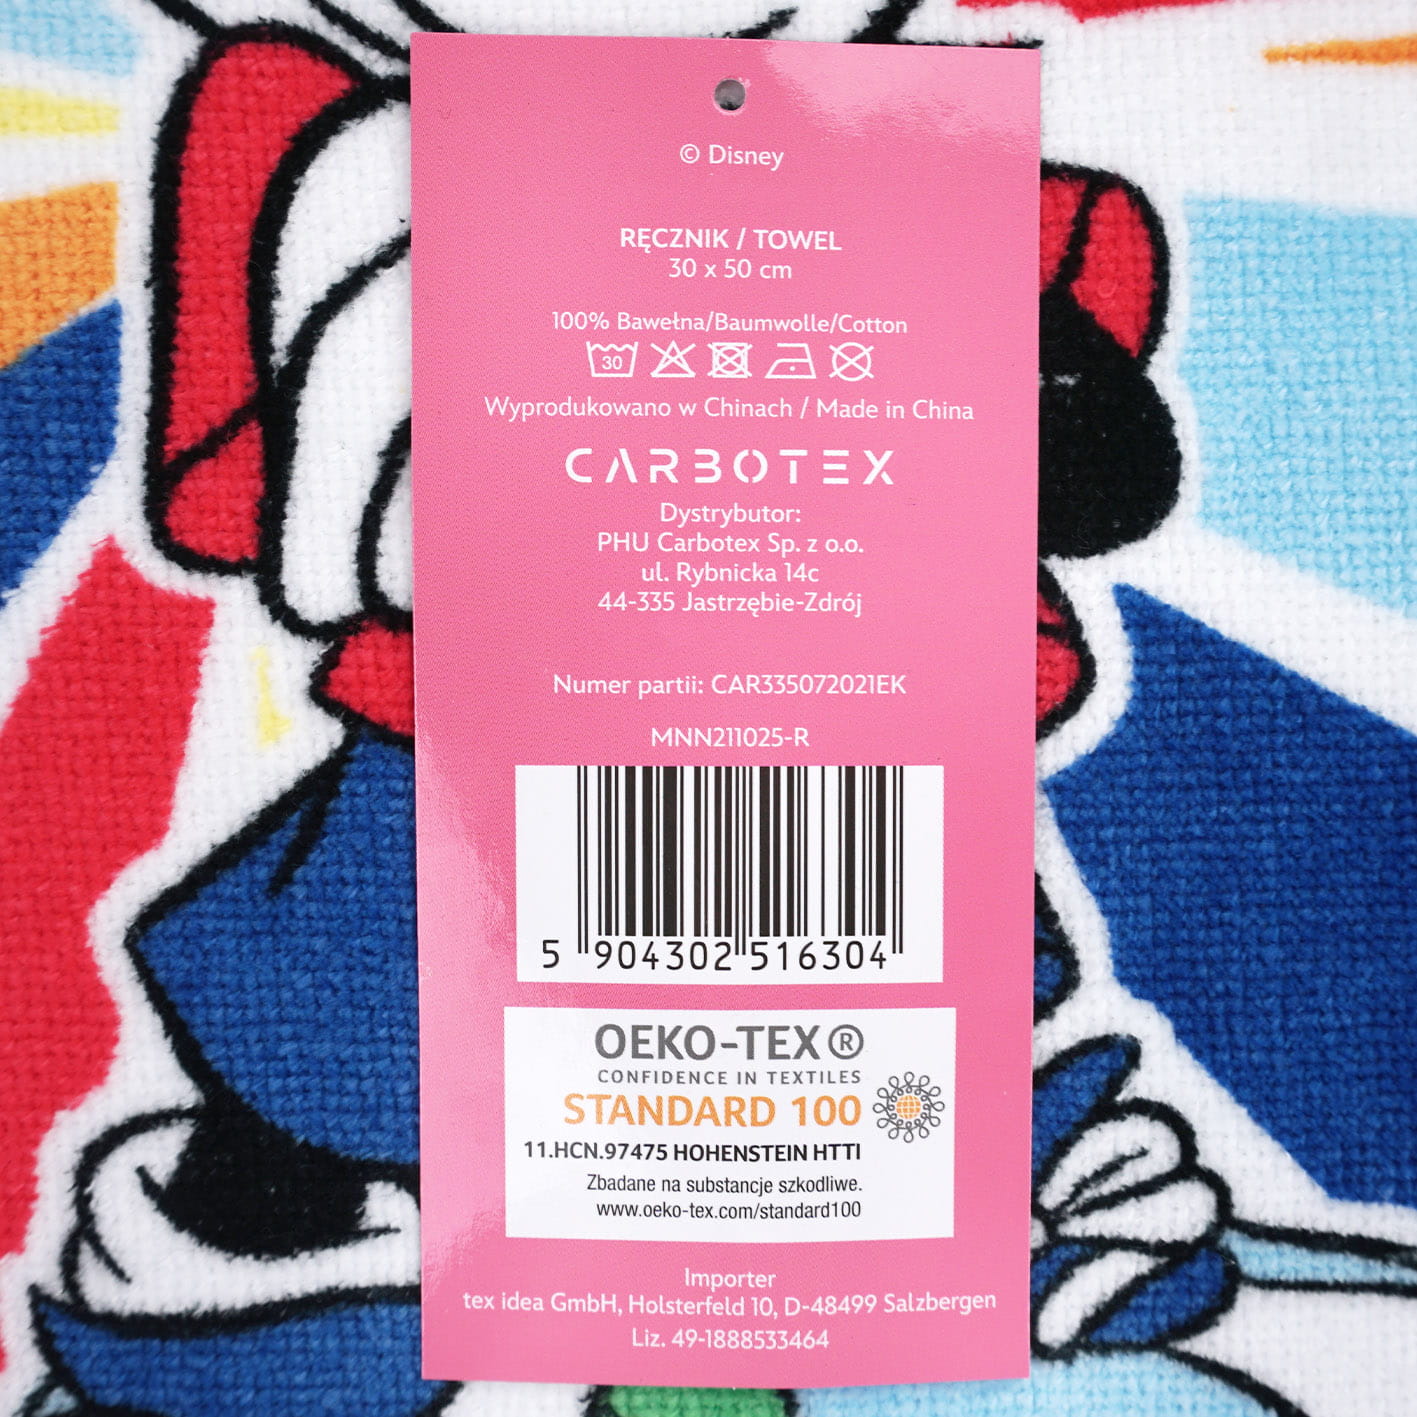 © Disney
RĘCZNIK / TOWEL
30 x 50 cm
100% Bawełna/Baumwolle/Cotton
30
Wyprodukowano w Chinach / Made in China
CARBOTEX
Dystrybutor:
PHU Carbotex Sp. z o.o.
ul. Rybnicka 14c
44-335 Jastrzębie-Zdrój
Numer partii: CAR335072021EK
MNN211025-R
5 904302 516304
OEKO-TEX®
CONFIDENCE IN TEXTILES
STANDARD 100
11.HCN.97475 HOHENSTEIN HTTI
Zbadane na substancje szkodliwe.
www.oeko-tex.com/standard100
Importer
tex idea GmbH, Holsterfeld 10, D-48499 Salzbergen
Liz. 49-1888533464